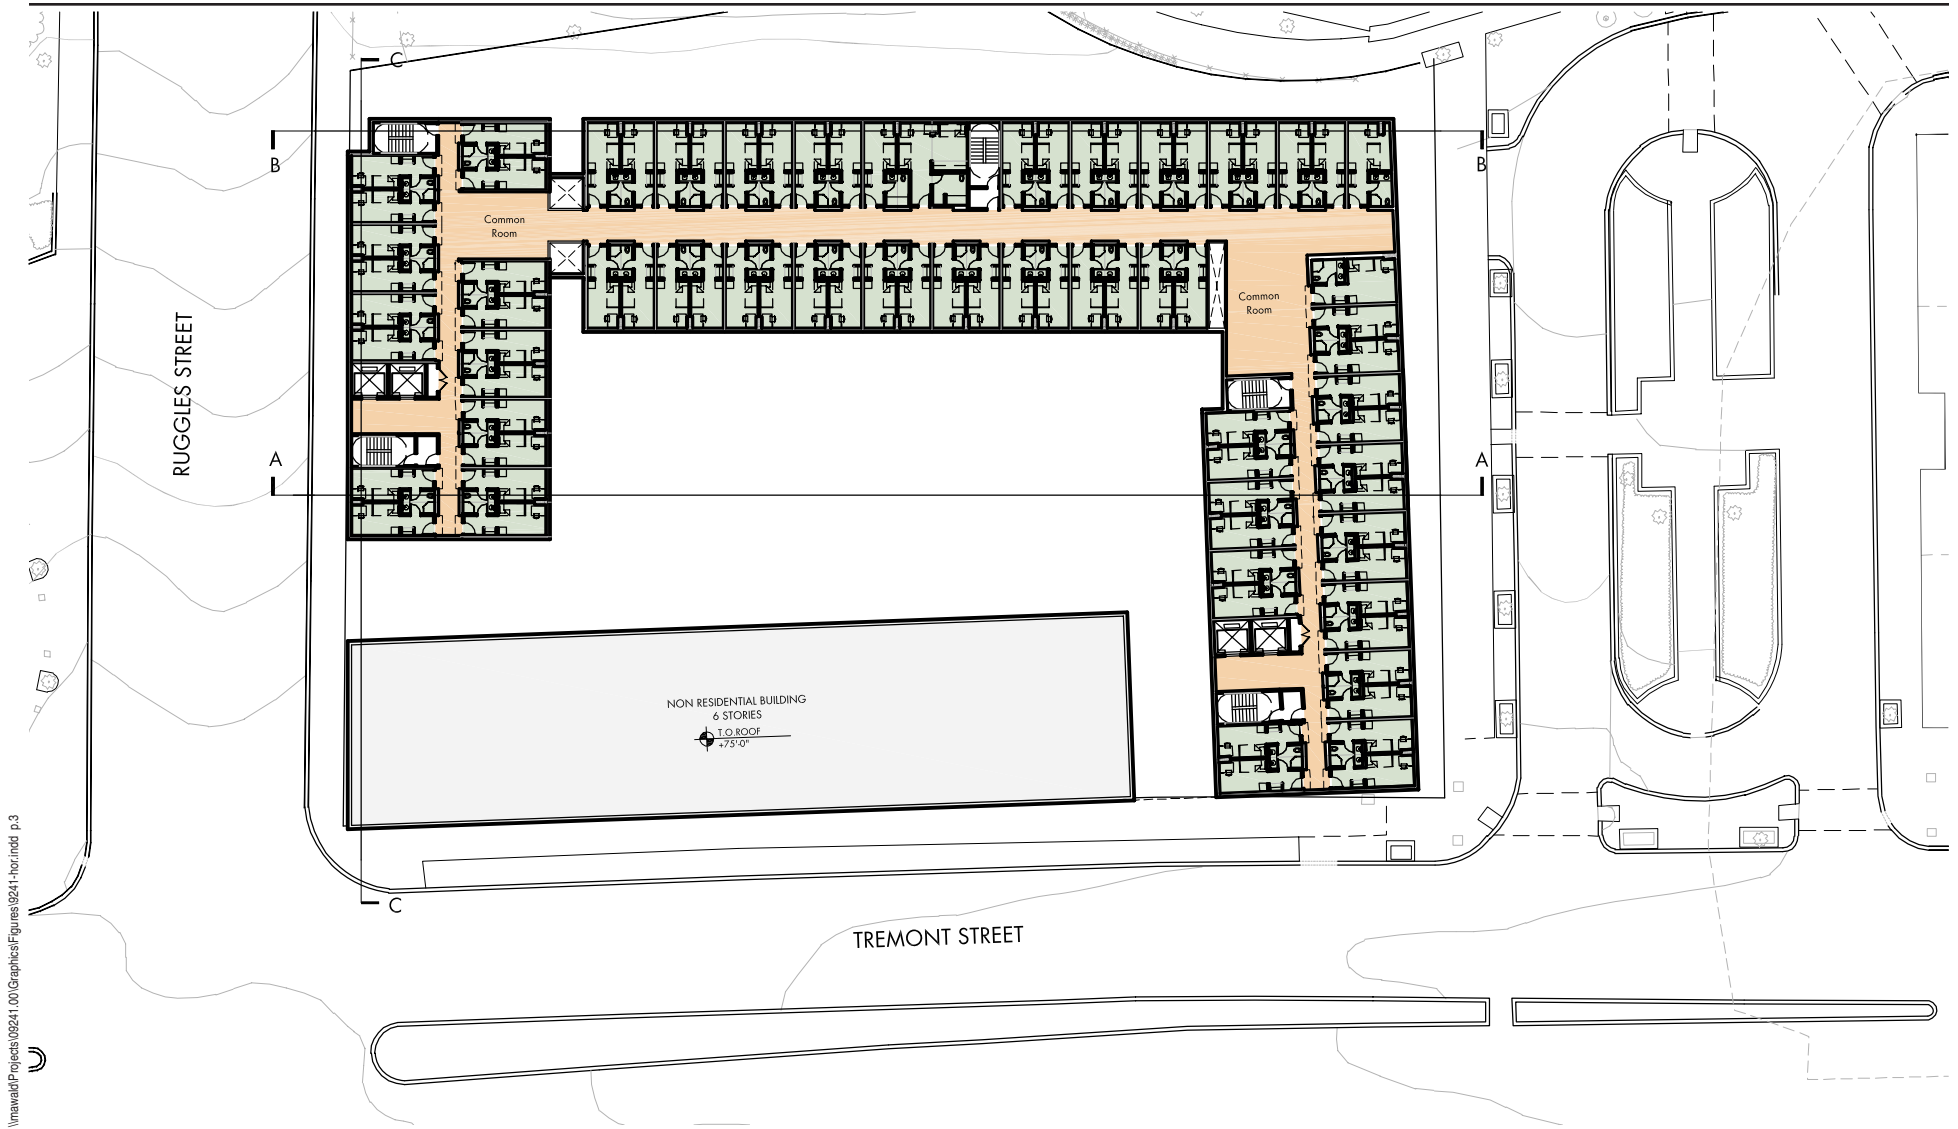 C
B
B
Common
Room
Common
Room
RUGGLES STREET
A
A
NON RESIDENTIAL BUILDING
6 STORIES
T.O.ROOF
+75'-0"
C
TREMONT STREET
\\mawald\Projects\09241.00\Graphics\Figures\9241-hor.indd p.3